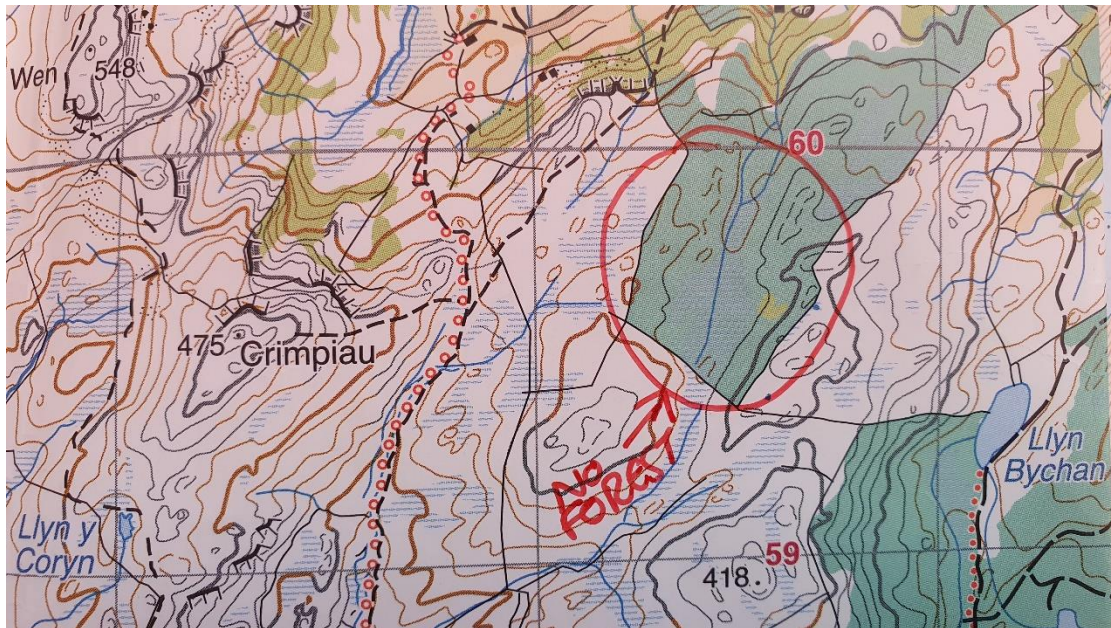 Wen
548
60
475 Crimpiau
NO
FOREST
Llyn
Bychan
Llyn y
Coryn
59
418.